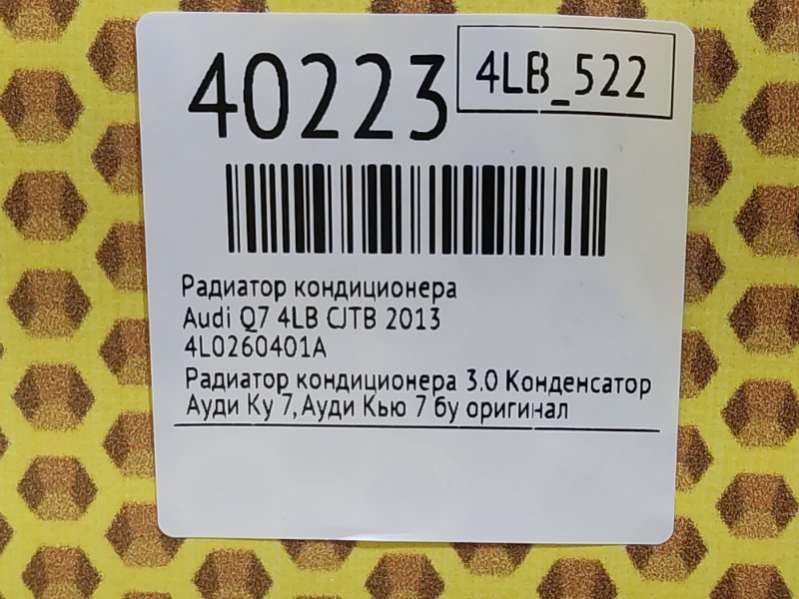 40223
4LB_522
Радиатор кондиционера
Audi Q7 4LB CJTB 2013
4L0260401A
Радиатор кондиционера 3.0 Конденсатор
Ауди Ку 7, Ауди Кью 7 бу оригинал